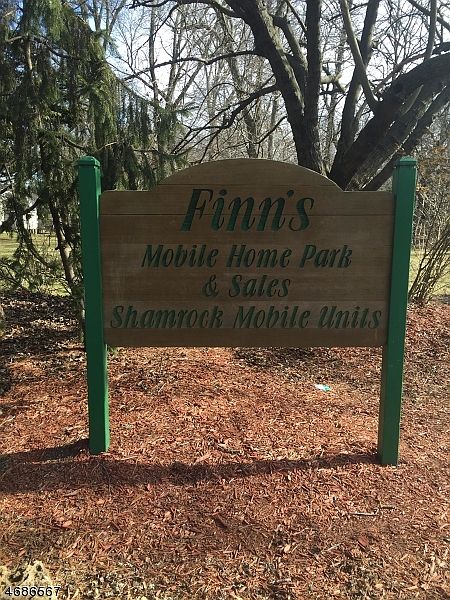 Finn's
Mobile Home Park
& Sales
Shamrock Mobile Units
4686667